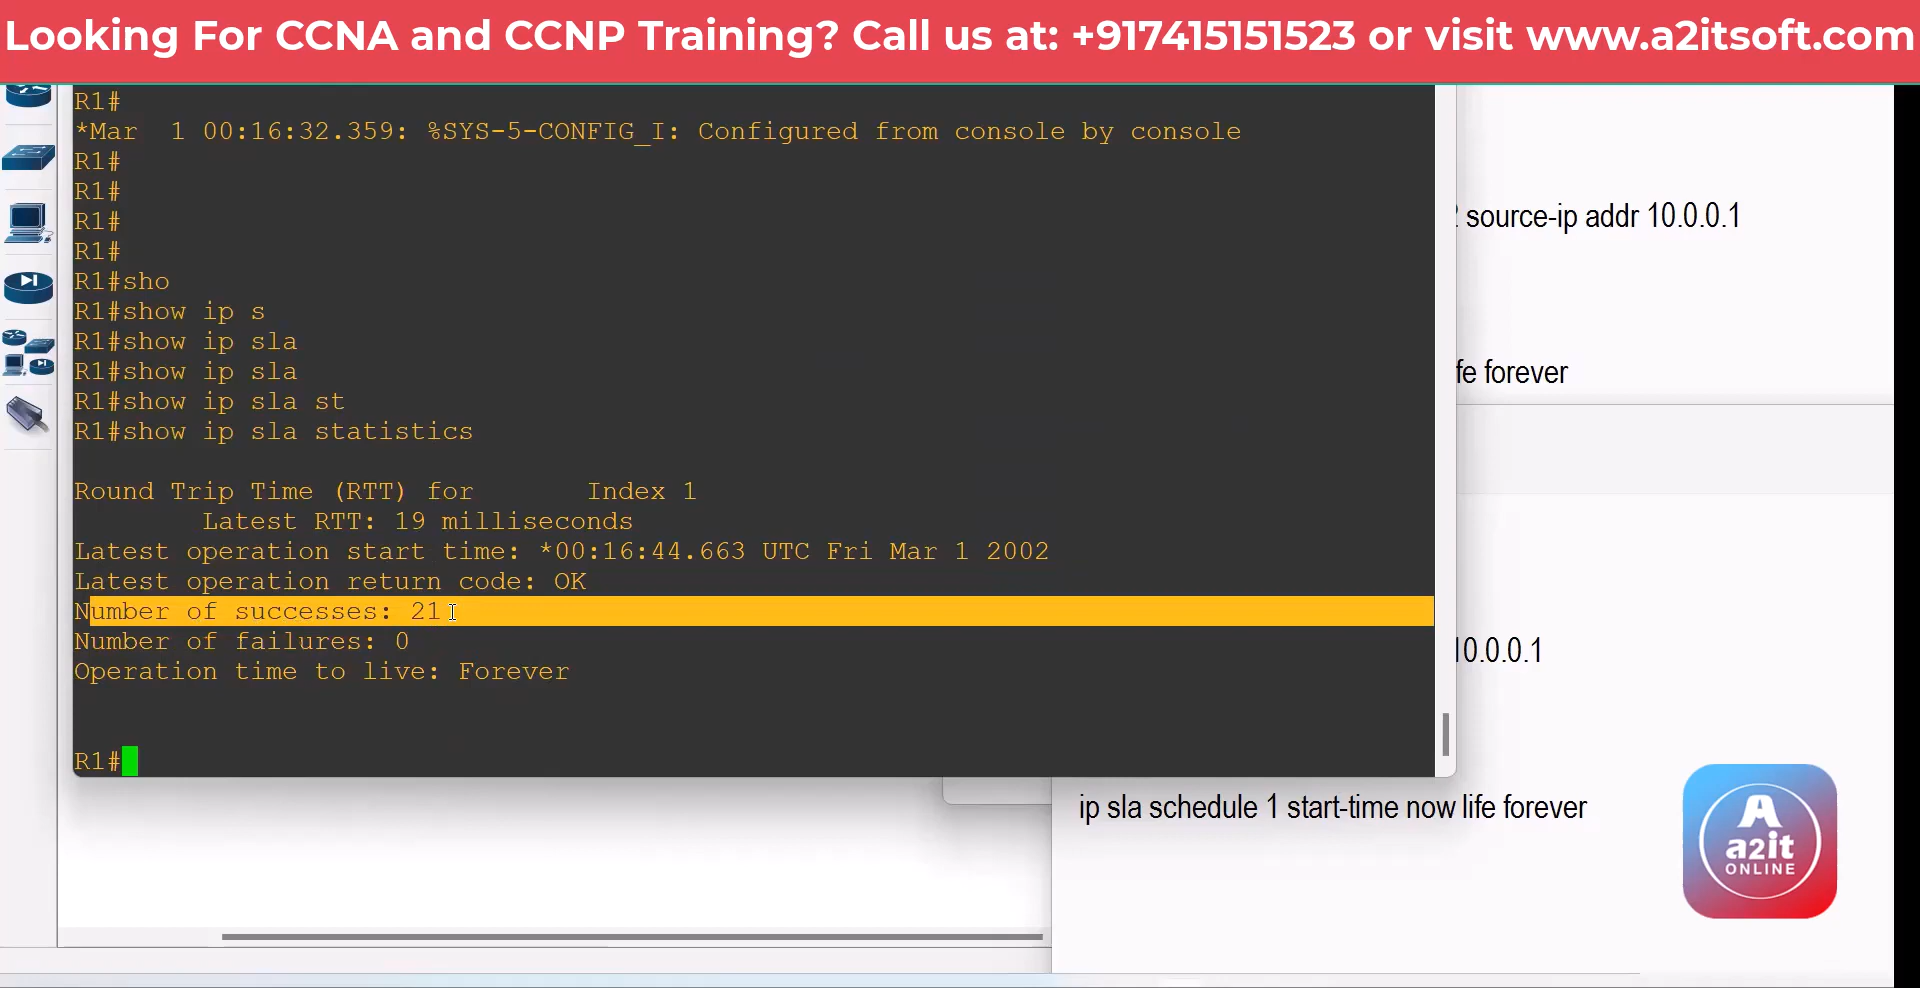 Looking For CCNA and CCNP Training? Call us at: +917415151523 or visit www.a2itsoft.com
R1#
*Mar  1 00:16:32.359: %SYS-5-CONFIG_I: Configured from console by console
R1#
R1#
R1#
R1#
R1#sho
R1#show ip s
R1#show ip sla
R1#show ip sla
R1#show ip sla st
R1#show ip sla statistics
Round Trip Time (RTT) for       Index 1
        Latest RTT: 19 milliseconds
Latest operation start time: *00:16:44.663 UTC Fri Mar 1 2002
Latest operation return code: OK
Number of successes: 21
Number of failures: 0
Operation time to live: Forever
R1#
source-ip addr 10.0.0.1
fe forever
10.0.0.1
ip sla schedule 1 start-time now life forever
A
a2it
ONLINE